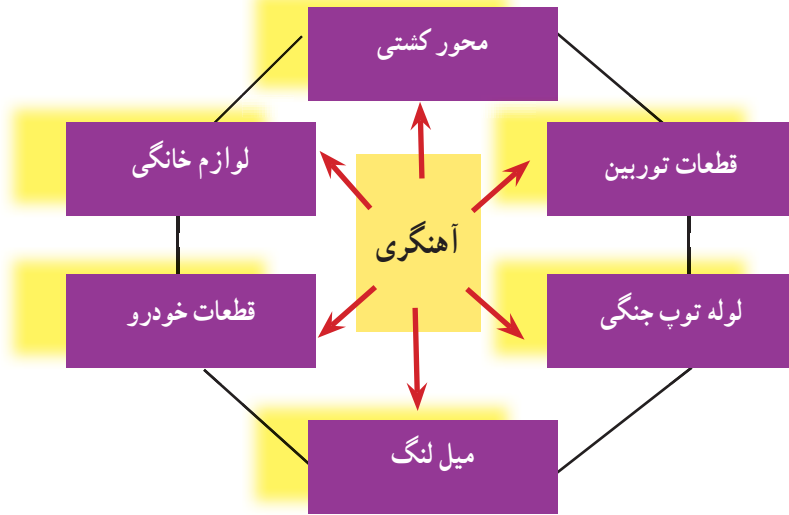 محور کشتی
قطعات توربین
لوازم خانگی
آهنگری
لوله توپ جنگی
قطعات خودرو
میل لنگ